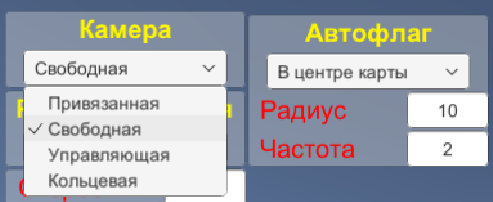 Камера
Свободная
Привязанная
Свободная
Управляющая
Кольцевая
Автофлаг
В центре карты
Радиус 10
Частота 2